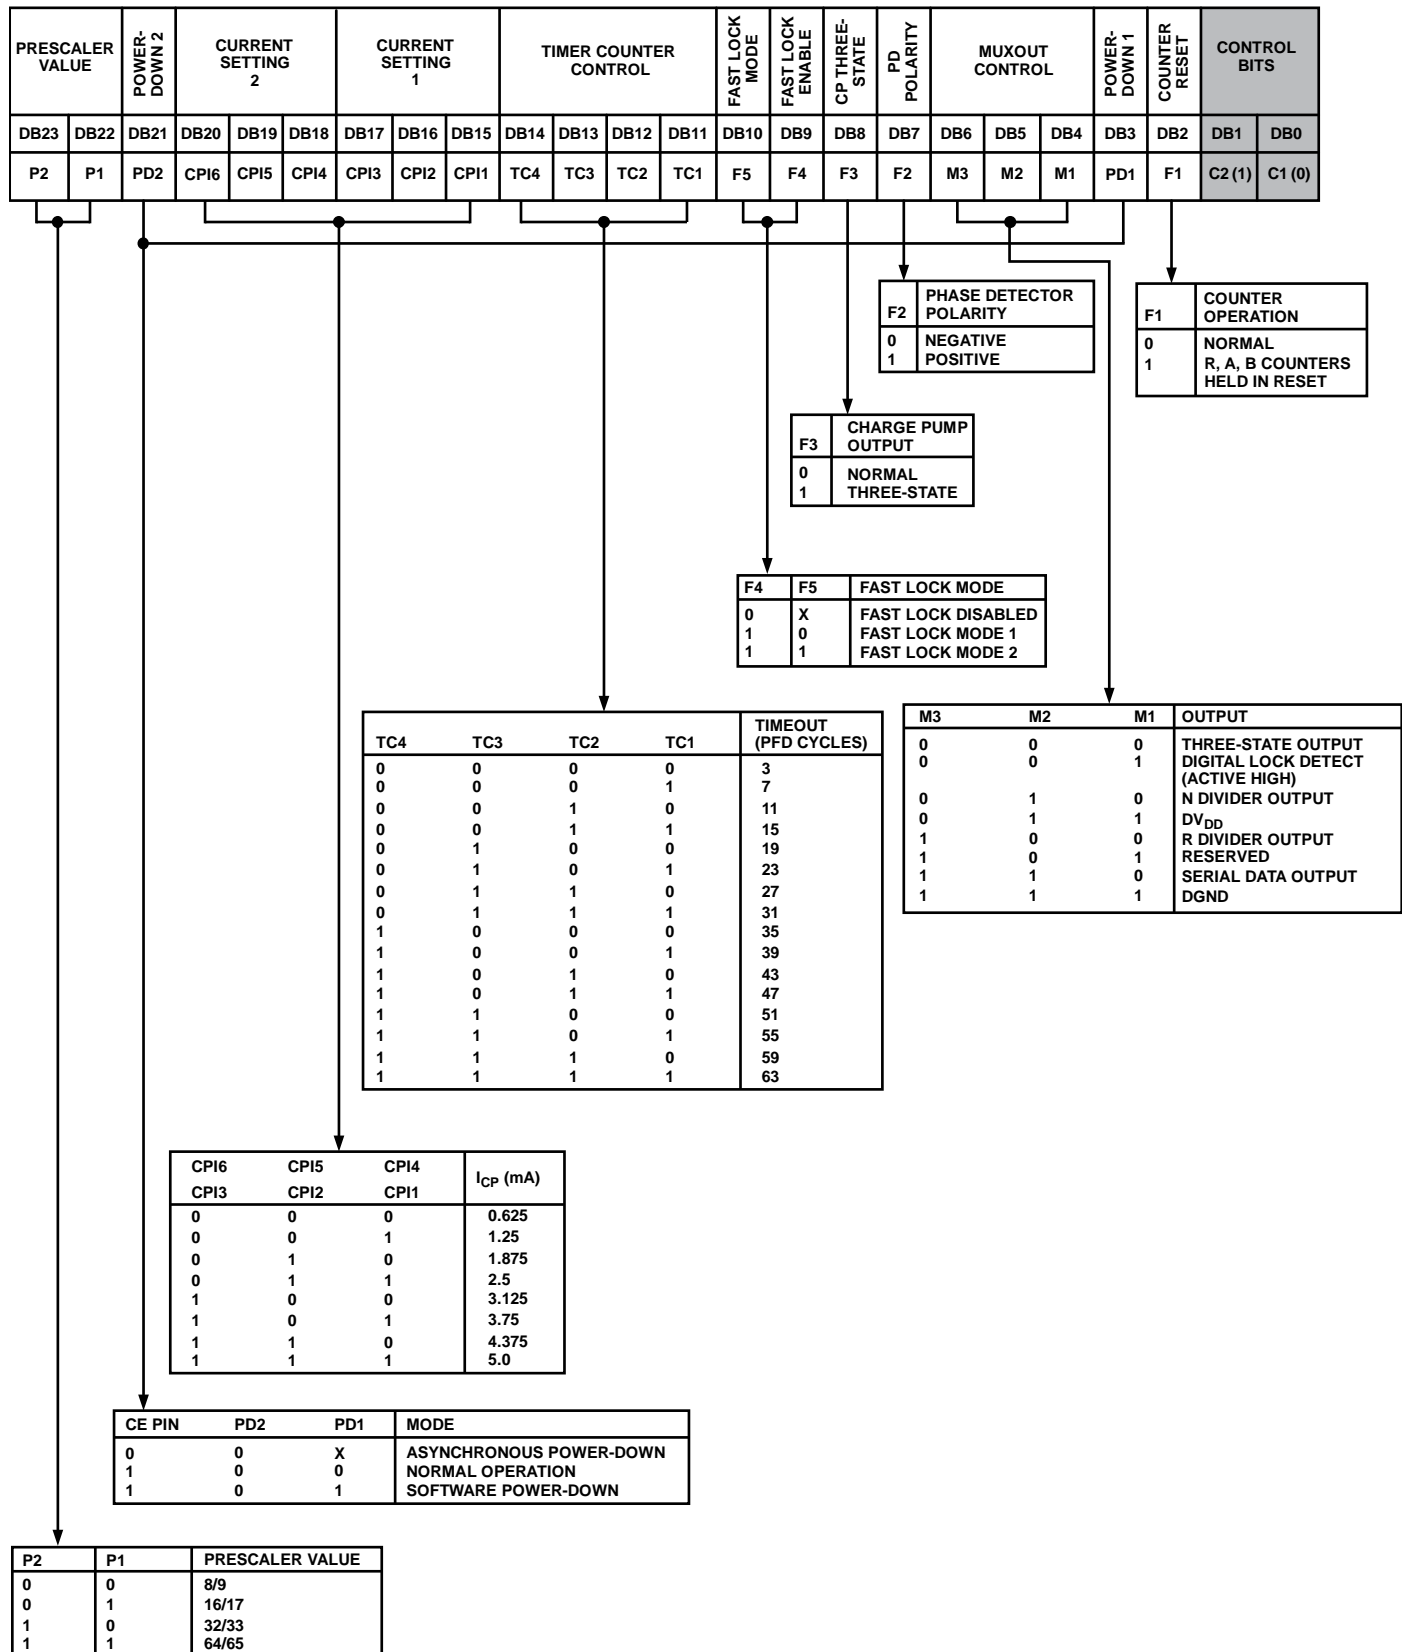 PRESCALER VALUE
POWER-DOWN 2
CURRENT SETTING 2
CURRENT SETTING 1
TIMER COUNTER CONTROL
FAST LOCK MODE
FAST LOCK ENABLE
CP THREE-STATE
PD POLARITY
MUXOUT CONTROL
POWER-DOWN 1
COUNTER RESET
CONTROL BITS
DB23 DB22 DB21 DB20 DB19 DB18 DB17 DB16 DB15 DB14 DB13 DB12 DB11 DB10 DB9 DB8 DB7 DB6 DB5 DB4 DB3 DB2 DB1 DB0
P2 P1 PD2 CPI6 CPI5 CPI4 CPI3 CPI2 CPI1 TC4 TC3 TC2 TC1 F5 F4 F3 F2 M3 M2 M1 PD1 F1 C2 (1) C1 (0)
F2 PHASE DETECTOR POLARITY
0 NEGATIVE
1 POSITIVE
F1 COUNTER OPERATION
0 NORMAL
1 R, A, B COUNTERS
HELD IN RESET
F3 CHARGE PUMP OUTPUT
0 NORMAL
1 THREE-STATE
F4 F5 FAST LOCK MODE
0 X FAST LOCK DISABLED
1 0 FAST LOCK MODE 1
1 1 FAST LOCK MODE 2
TC4 TC3 TC2 TC1 TIMEOUT (PFD CYCLES)
0 0 0 0 3
0 0 0 1 7
0 0 1 0 11
0 0 1 1 15
0 1 0 0 19
0 1 0 1 23
0 1 1 0 27
0 1 1 1 31
1 0 0 0 35
1 0 0 1 39
1 0 1 0 43
1 0 1 1 47
1 1 0 0 51
1 1 0 1 55
1 1 1 0 59
1 1 1 1 63
M3 M2 M1 OUTPUT
0 0 0 THREE-STATE OUTPUT
0 0 1 DIGITAL LOCK DETECT
(ACTIVE HIGH)
0 1 0 N DIVIDER OUTPUT
0 1 1 DVDD
1 0 0 R DIVIDER OUTPUT
1 0 1 RESERVED
1 1 0 SERIAL DATA OUTPUT
1 1 1 DGND
CPI6 CPI5 CPI4 ICP (mA)
CPI3 CPI2 CPI1
0 0 0 0.625
0 0 1 1.25
0 1 0 1.875
0 1 1 2.5
1 0 0 3.125
1 0 1 3.75
1 1 0 4.375
1 1 1 5.0
CE PIN PD2 PD1 MODE
0 0 X ASYNCHRONOUS POWER-DOWN
1 0 0 NORMAL OPERATION
1 0 1 SOFTWARE POWER-DOWN
P2 P1 PRESCALER VALUE
0 0 8/9
0 1 16/17
1 0 32/33
1 1 64/65